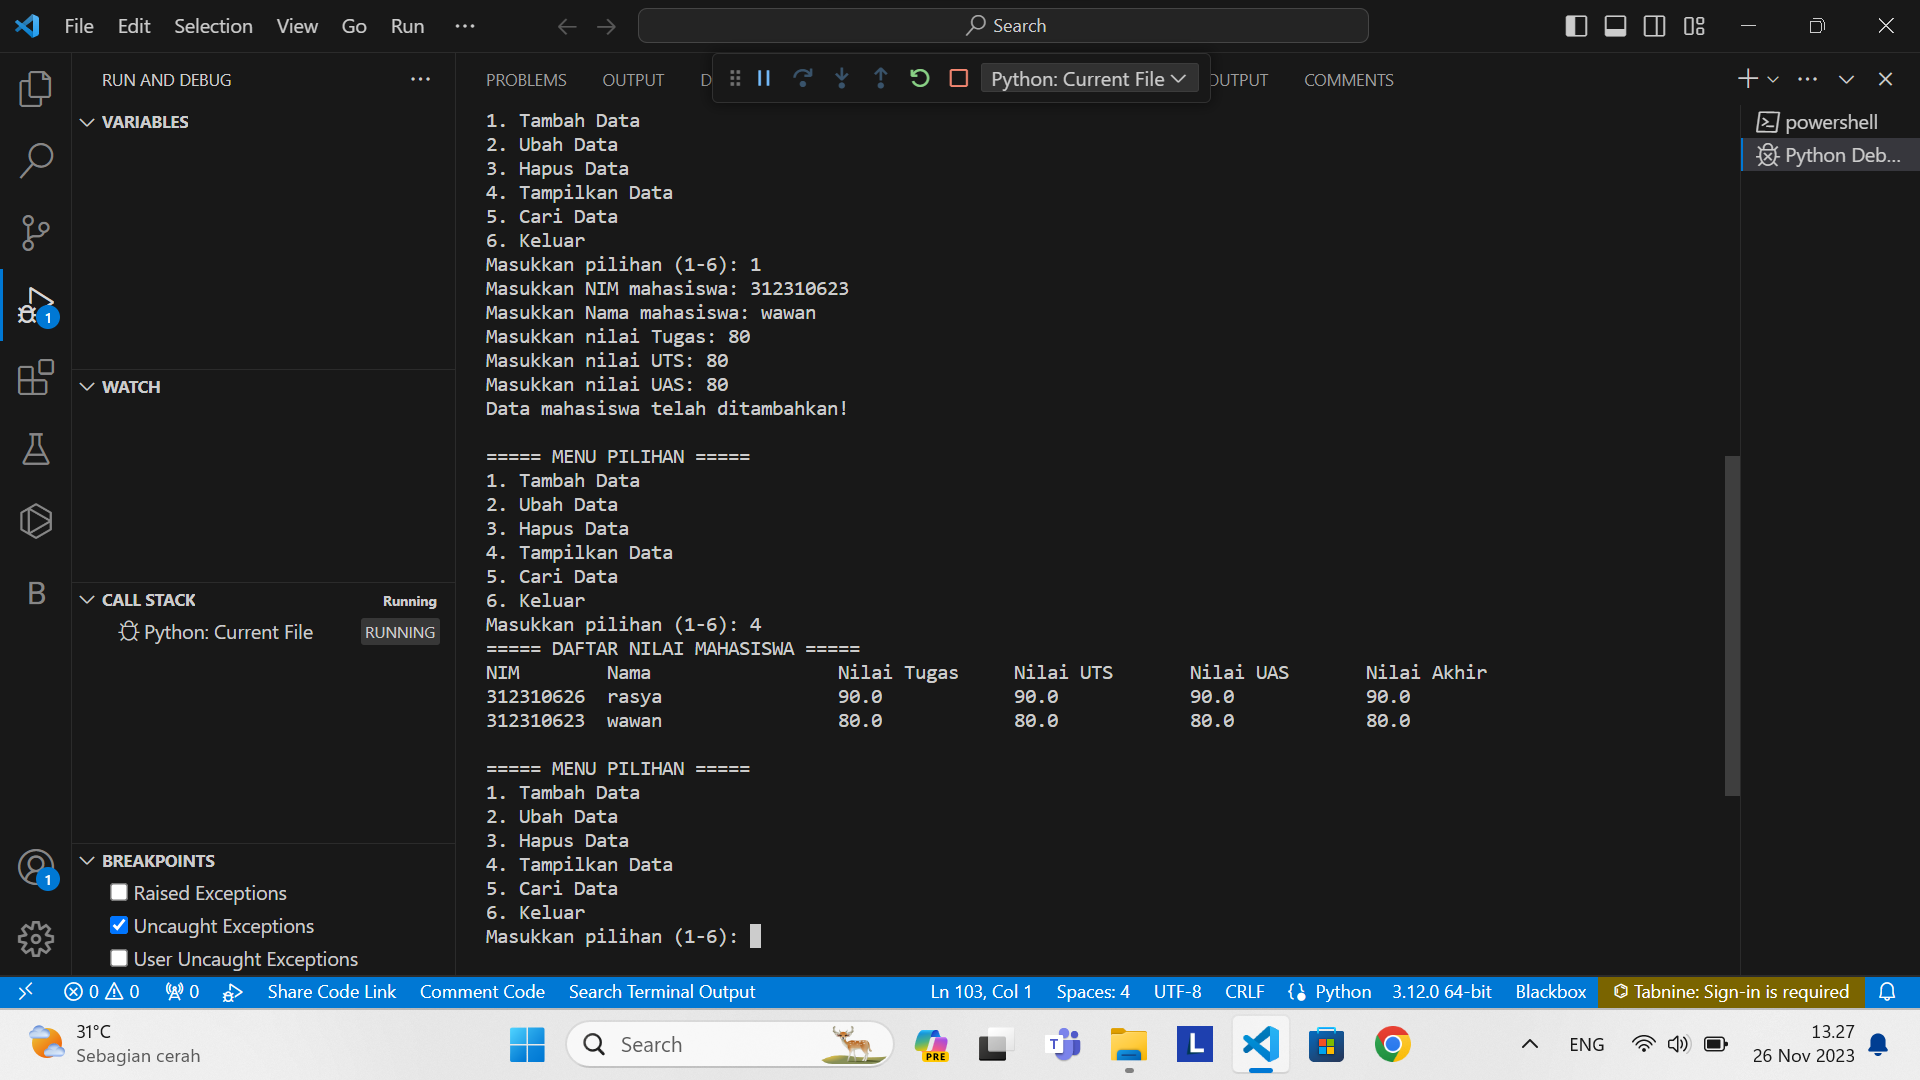 File Edit Selection View Go Run ...
Search
RUN AND DEBUG
VARIABLES
WATCH
CALL STACK Running
Python: Current File RUNNING
BREAKPOINTS
Raised Exceptions
Uncaught Exceptions
User Uncaught Exceptions
1
1
B
PROBLEMS OUTPUT D Python: Current File OUTPUT COMMENTS
1. Tambah Data
2. Ubah Data
3. Hapus Data
4. Tampilkan Data
5. Cari Data
6. Keluar
Masukkan pilihan (1-6): 1
Masukkan NIM mahasiswa: 312310623
Masukkan Nama mahasiswa: wawan
Masukkan nilai Tugas: 80
Masukkan nilai UTS: 80
Masukkan nilai UAS: 80
Data mahasiswa telah ditambahkan!
===== MENU PILIHAN =====
1. Tambah Data
2. Ubah Data
3. Hapus Data
4. Tampilkan Data
5. Cari Data
6. Keluar
Masukkan pilihan (1-6): 4
===== DAFTAR NILAI MAHASISWA =====
NIM Nama Nilai Tugas Nilai UTS Nilai UAS Nilai Akhir
312310626 rasya 90.0 90.0 90.0 90.0
312310623 wawan 80.0 80.0 80.0 80.0
===== MENU PILIHAN =====
1. Tambah Data
2. Ubah Data
3. Hapus Data
4. Tampilkan Data
5. Cari Data
6. Keluar
Masukkan pilihan (1-6):
powershell
Python Deb...
0 0 0 Share Code Link Comment Code Search Terminal Output Ln 103, Col 1 Spaces: 4 UTF-8 CRLF Python 3.12.0 64-bit Blackbox Tabnine: Sign-in is required
31°C
Sebagian cerah
Search
PRE
T
L
ENG
13.27
26 Nov 2023